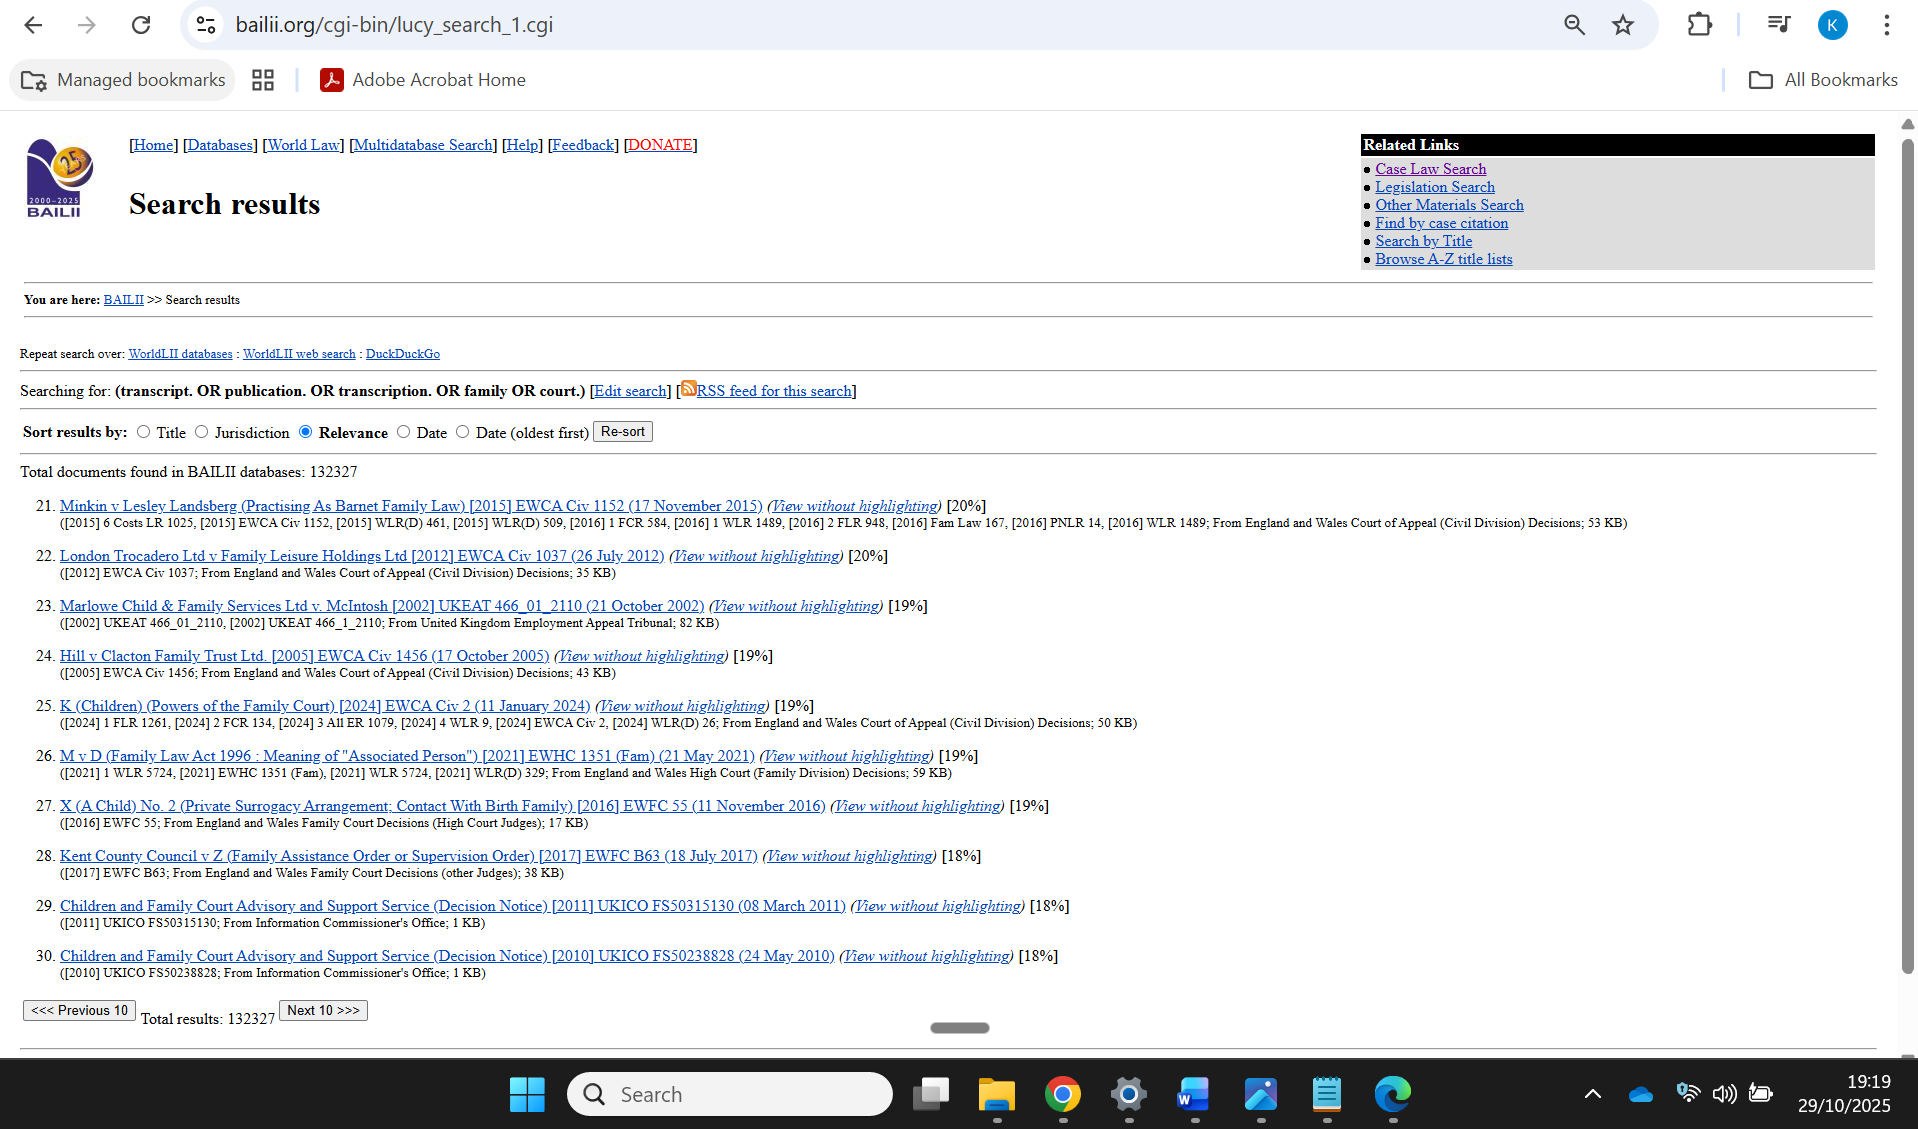 bailii.org/cgi-bin/lucy_search_1.cgi
K
Managed bookmarks
Adobe Acrobat Home
All Bookmarks
25
2000-2025
BAILII
[Home] [Databases] [World Law] [Multidatabase Search] [Help] [Feedback] [DONATE]
Search results
Related Links
Case Law Search
Legislation Search
Other Materials Search
Find by case citation
Search by Title
Browse A-Z title lists
You are here: BAILII >> Search results
Repeat search over: WorldLII databases : WorldLII web search : DuckDuckGo
Searching for: (transcript. OR publication. OR transcription. OR family OR court.) [Edit search] [RSS feed for this search]
Sort results by: Title Jurisdiction Relevance Date Date (oldest first) Re-sort
Total documents found in BAILII databases: 132327
21. Minkin v Lesley Landsberg (Practising As Barnet Family Law) [2015] EWCA Civ 1152 (17 November 2015) (View without highlighting) [20%]
([2015] 6 Costs LR 1025, [2015] EWCA Civ 1152, [2015] WLR(D) 461, [2015] WLR(D) 509, [2016] 1 FCR 584, [2016] 1 WLR 1489, [2016] 2 FLR 948, [2016] Fam Law 167, [2016] PNLR 14, [2016] WLR 1489; From England and Wales Court of Appeal (Civil Division) Decisions; 53 KB)
22. London Trocadero Ltd v Family Leisure Holdings Ltd [2012] EWCA Civ 1037 (26 July 2012) (View without highlighting) [20%]
([2012] EWCA Civ 1037; From England and Wales Court of Appeal (Civil Division) Decisions; 35 KB)
23. Marlowe Child & Family Services Ltd v. McIntosh [2002] UKEAT 466_01_2110 (21 October 2002) (View without highlighting) [19%]
([2002] UKEAT 466_01_2110, [2002] UKEAT 466_1_2110; From United Kingdom Employment Appeal Tribunal; 82 KB)
24. Hill v Clacton Family Trust Ltd. [2005] EWCA Civ 1456 (17 October 2005) (View without highlighting) [19%]
([2005] EWCA Civ 1456; From England and Wales Court of Appeal (Civil Division) Decisions; 43 KB)
25. K (Children) (Powers of the Family Court) [2024] EWCA Civ 2 (11 January 2024) (View without highlighting) [19%]
([2024] 1 FLR 1261, [2024] 2 FCR 134, [2024] 3 All ER 1079, [2024] 4 WLR 9, [2024] EWCA Civ 2, [2024] WLR(D) 26; From England and Wales Court of Appeal (Civil Division) Decisions; 50 KB)
26. M v D (Family Law Act 1996 : Meaning of "Associated Person") [2021] EWHC 1351 (Fam) (21 May 2021) (View without highlighting) [19%]
([2021] 1 WLR 5724, [2021] EWHC 1351 (Fam), [2021] WLR 5724, [2021] WLR(D) 329; From England and Wales High Court (Family Division) Decisions; 59 KB)
27. X (A Child) No. 2 (Private Surrogacy Arrangement; Contact With Birth Family) [2016] EWFC 55 (11 November 2016) (View without highlighting) [19%]
([2016] EWFC 55; From England and Wales Family Court Decisions (High Court Judges); 17 KB)
28. Kent County Council v Z (Family Assistance Order or Supervision Order) [2017] EWFC B63 (18 July 2017) (View without highlighting) [18%]
([2017] EWFC B63; From England and Wales Family Court Decisions (other Judges); 38 KB)
29. Children and Family Court Advisory and Support Service (Decision Notice) [2011] UKICO FS50315130 (08 March 2011) (View without highlighting) [18%]
([2011] UKICO FS50315130; From Information Commissioner's Office; 1 KB)
30. Children and Family Court Advisory and Support Service (Decision Notice) [2010] UKICO FS50238828 (24 May 2010) (View without highlighting) [18%]
([2010] UKICO FS50238828; From Information Commissioner's Office; 1 KB)
<<< Previous 10 Total results: 132327 Next 10 >>>
Search
W
19:19
29/10/2025